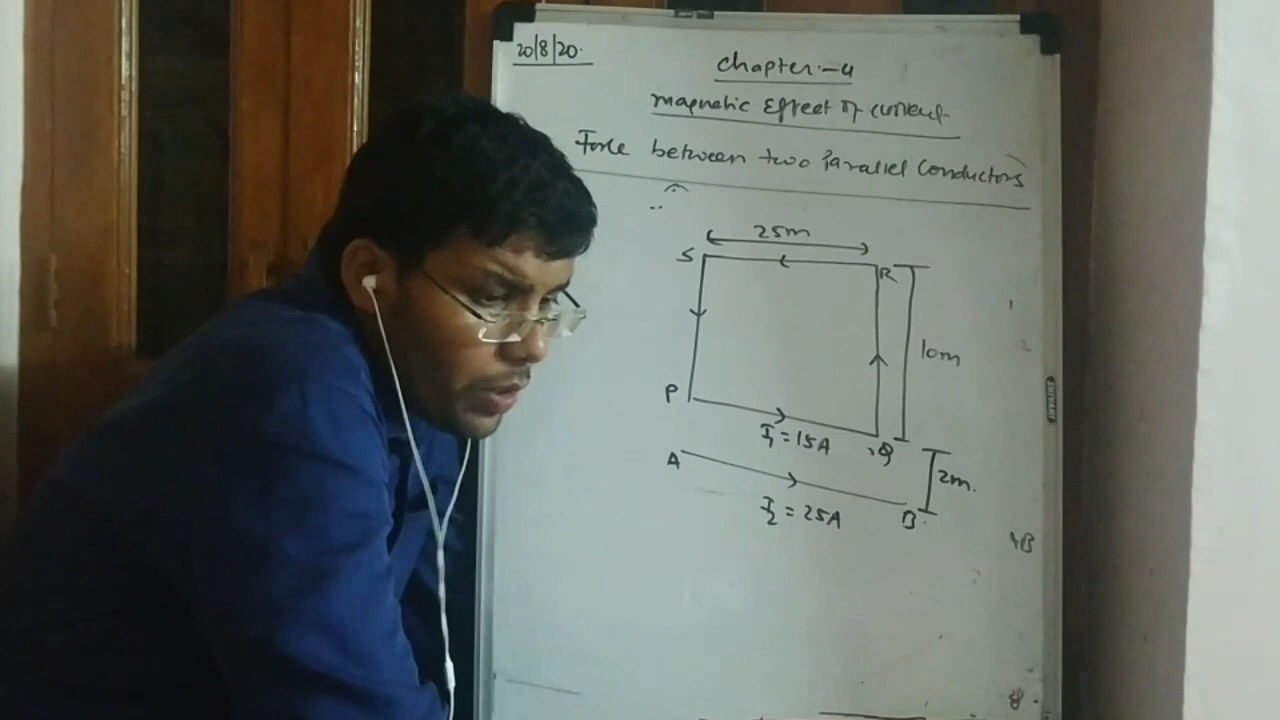 20/8/20.
Chapter-4
Magnetic Effect of current
Force between two Parallel Conductors
25m
S
R
10m
P
I1 = 15A
Q
A
2m.
I2 = 25A
B